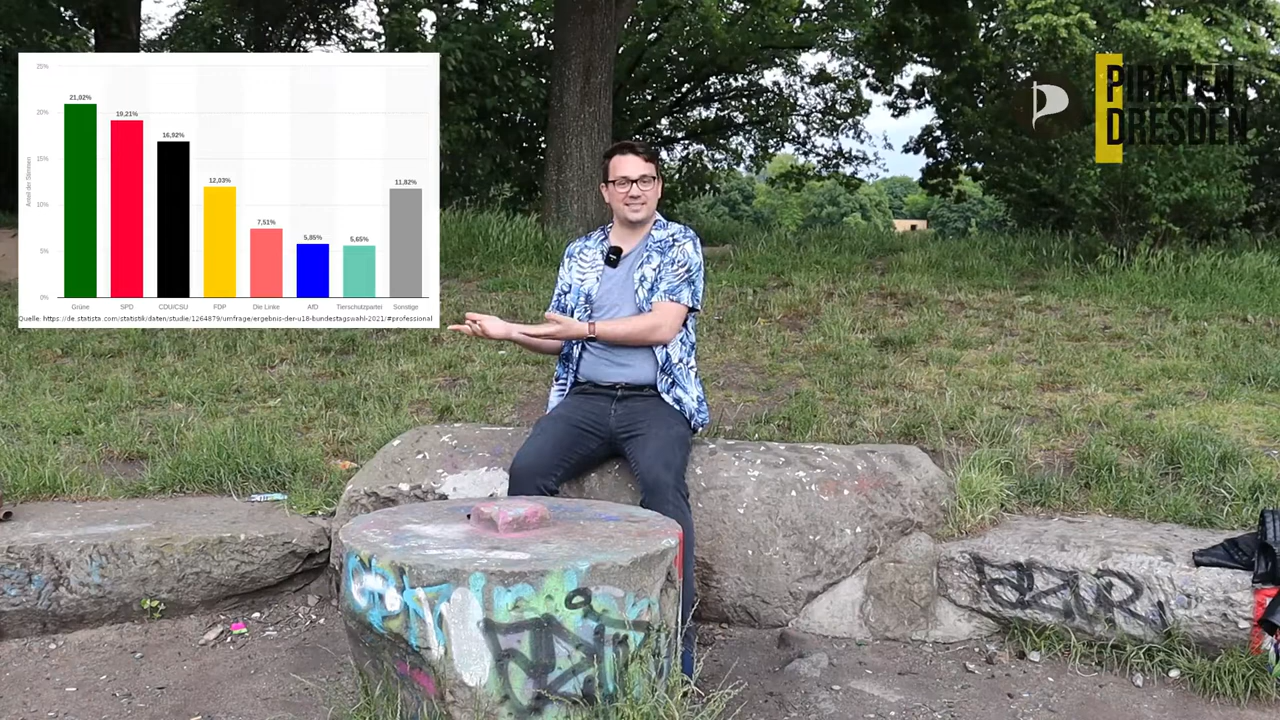 25%
20%
15%
10%
5%
0%
Anteil der Stimmen
21,02%
19,21%
16,92%
12,03%
7,51%
5,85%
5,65%
11,82%
Grüne SPD CDU/CSU FDP Die Linke AfD Tierschutzpartei Sonstige
Quelle: https://de.statista.com/statistik/daten/studie/1264879/umfrage/ergebnis-der-u18-bundestagswahl-2021/#professional
PIRATEN
DRESDEN